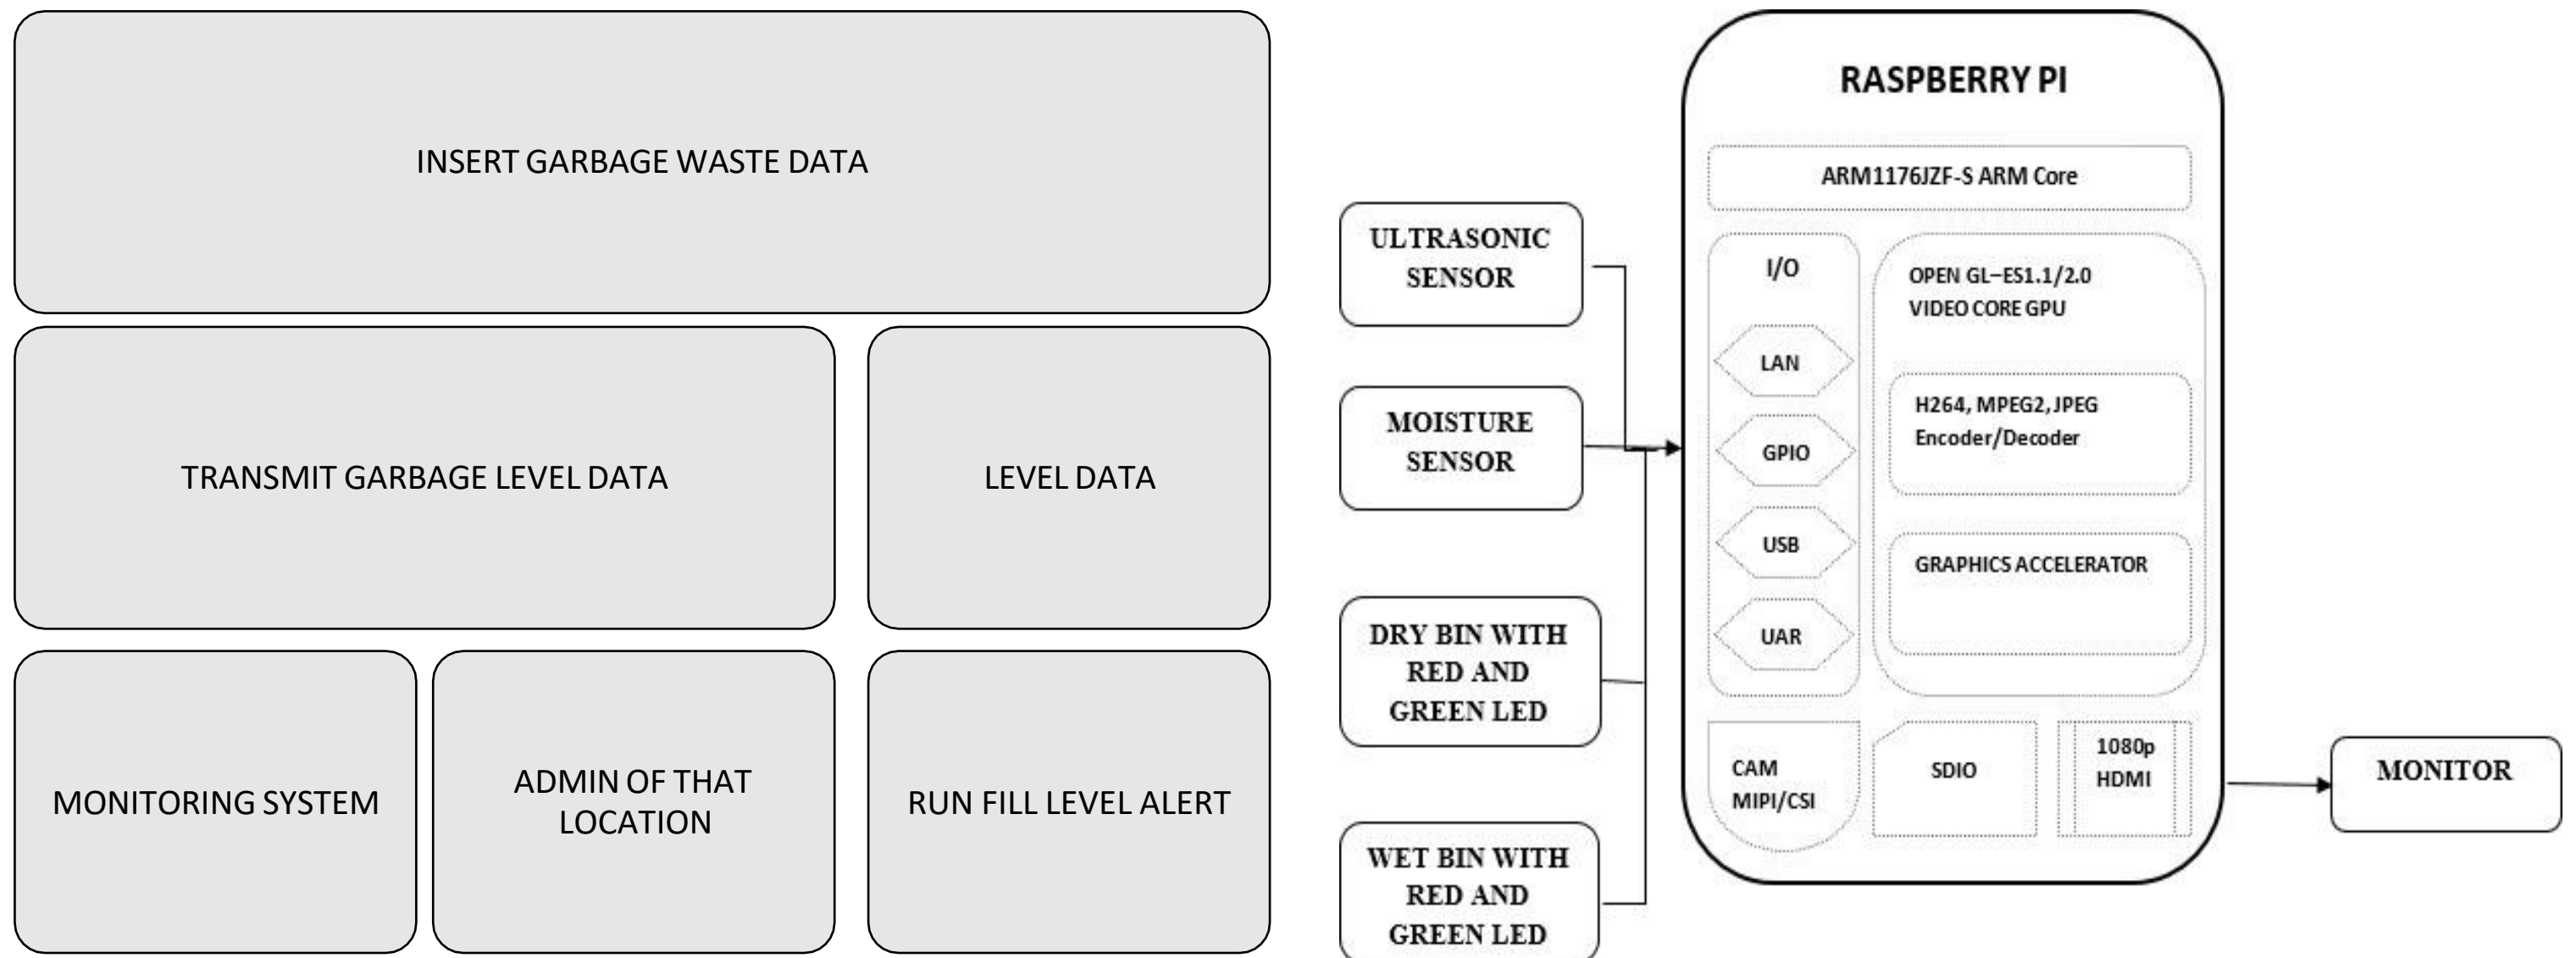 INSERT GARBAGE WASTE DATA
TRANSMIT GARBAGE LEVEL DATA
LEVEL DATA
MONITORING SYSTEM
ADMIN OF THAT
LOCATION
RUN FILL LEVEL ALERT
ULTRASONIC
SENSOR
MOISTURE
SENSOR
DRY BIN WITH
RED AND
GREEN LED
WET BIN WITH
RED AND
GREEN LED
RASPBERRY PI
ARM1176JZF-S ARM Core
I/O
LAN
GPIO
USB
UAR
OPEN GL–ES1.1/2.0
VIDEO CORE GPU
H264, MPEG2, JPEG
Encoder/Decoder
GRAPHICS ACCELERATOR
CAM
MIPI/CSI
SDIO
1080p
HDMI
MONITOR